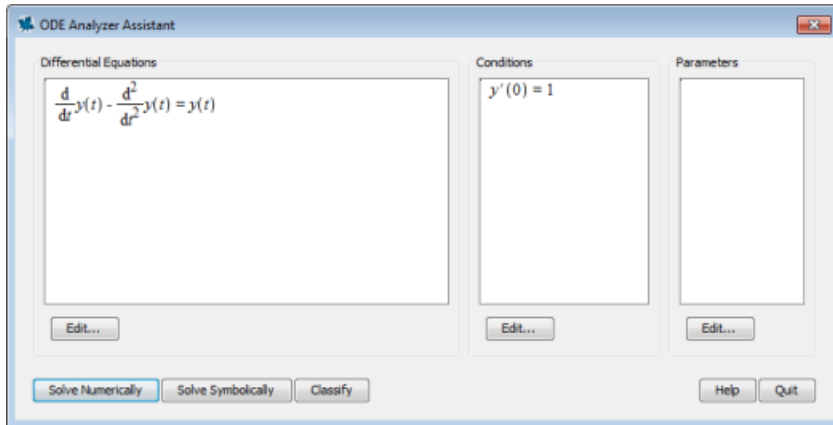 ODE Analyzer Assistant
Differential Equations
d/dt y(t) - d²/dt² y(t) = y(t)
Conditions
y'(0) = 1
Parameters
Edit...
Edit...
Edit...
Solve Numerically
Solve Symbolically
Classify
Help
Quit